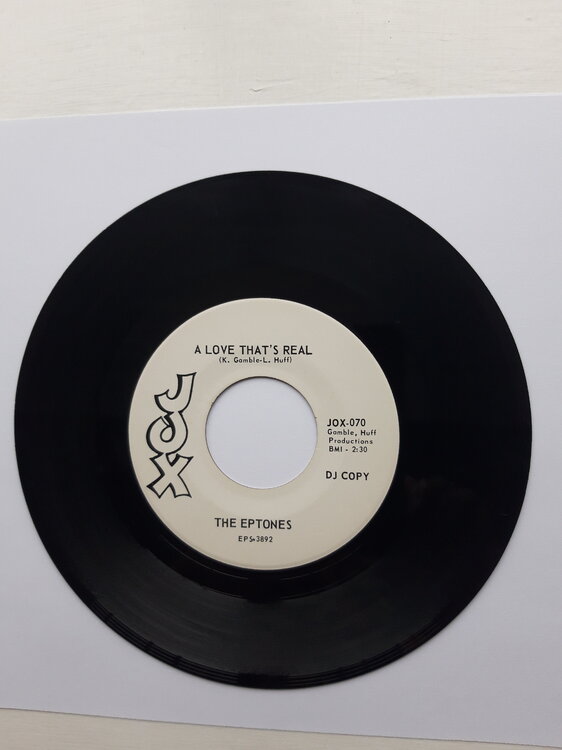 A LOVE THAT'S REAL
(K. Gamble-L. Huff)
JOX
JOX-070
Gamble, Huff
Productions
BMI - 2:30
DJ COPY
THE EPTONES
EPS-3892